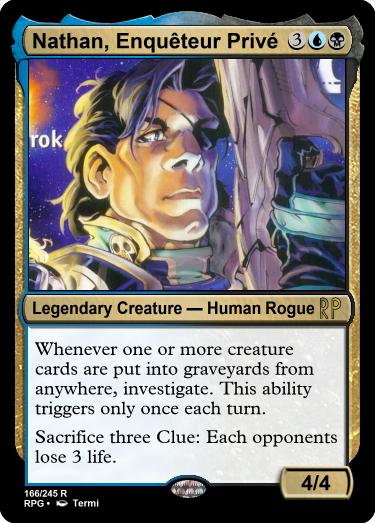 Nathan, Enquêteur Privé 3
rok
Legendary Creature — Human Rogue RP
Whenever one or more creature
cards are put into graveyards from
anywhere, investigate. This ability
triggers only once each turn.
Sacrifice three Clue: Each opponents
lose 3 life.
4/4
166/245 R
RPG • Termi